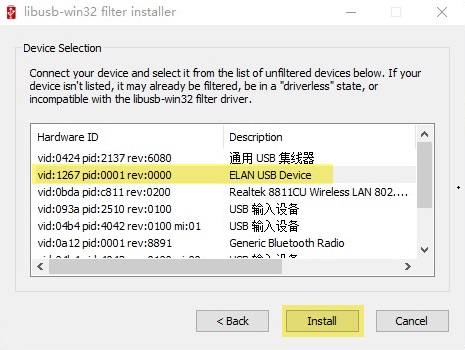 libusb-win32 filter installer
Device Selection
Connect your device and select it from the list of unfiltered devices below. If your
device isn't listed, it may already be filtered, be in a "driverless" state, or
incompatible with the libusb-win32 filter driver.
Hardware ID Description
vid:0424 pid:2137 rev:6080 通用 USB 集线器
vid:1267 pid:0001 rev:0000 ELAN USB Device
vid:0bda pid:c811 rev:0200 Realtek 8811CU Wireless LAN 802....
vid:093a pid:2510 rev:0100 USB 输入设备
vid:04b4 pid:4042 rev:0100 mi:01 USB 输入设备
vid:0a12 pid:0001 rev:8891 Generic Bluetooth Radio
USB 输入设备
< Back Install Cancel